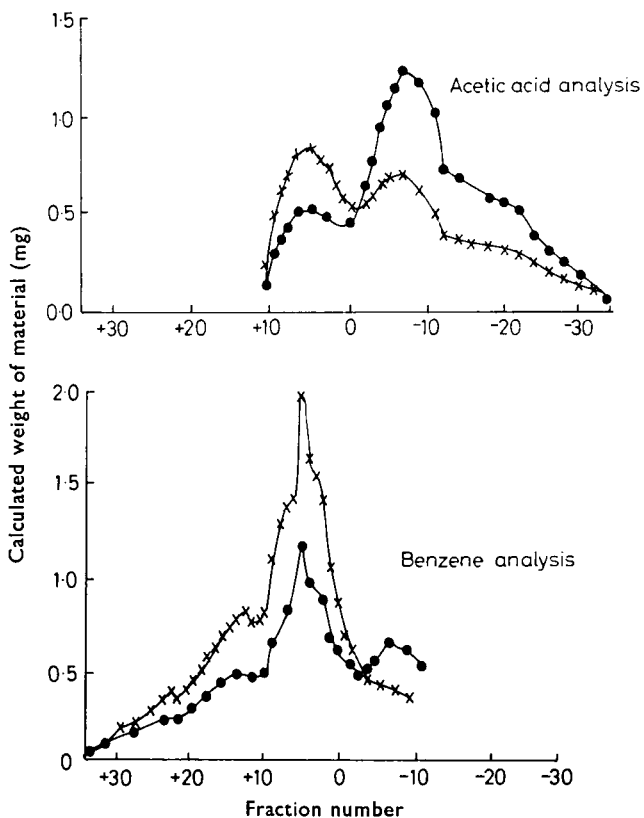 Calculated weight of material (mg)
1·5
1·0
0·5
0·0
Acetic acid analysis
+30 +20 +10 0 -10 -20 -30
2·0
1·5
1·0
0·5
0
Benzene analysis
+30 +20 +10 0 -10 -20 -30
Fraction number